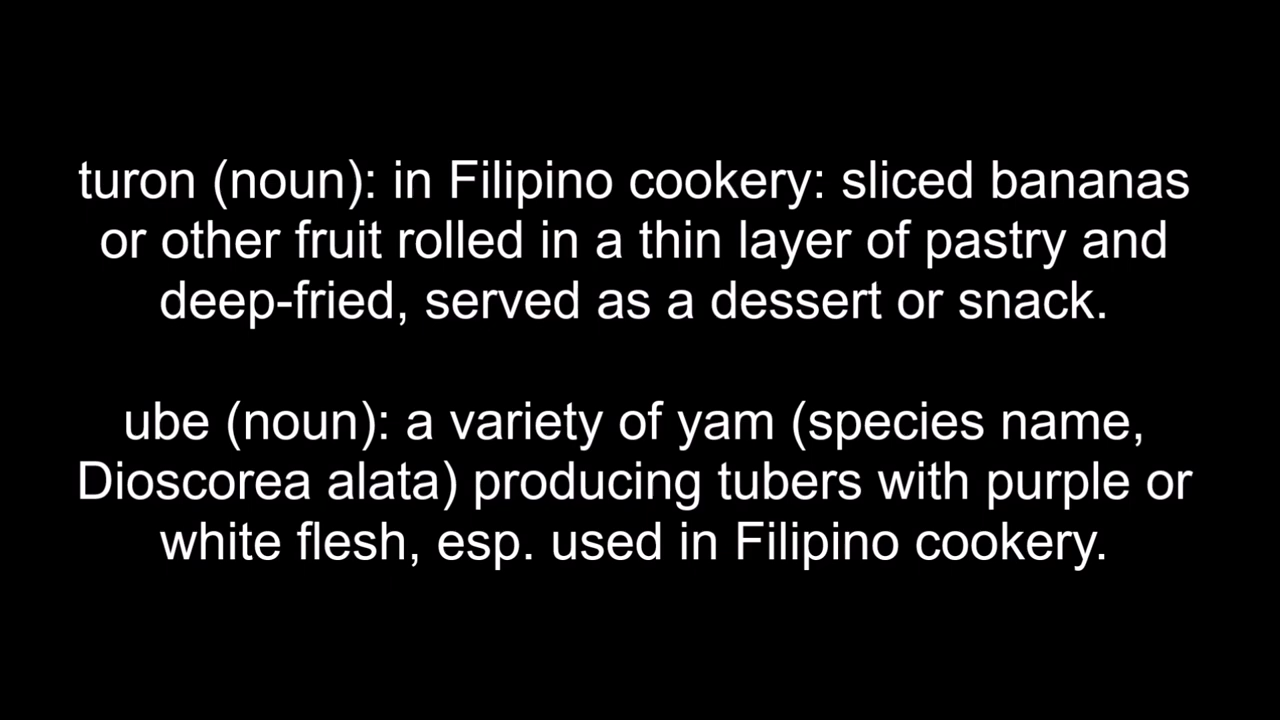 turon (noun): in Filipino cookery: sliced bananas
or other fruit rolled in a thin layer of pastry and
deep-fried, served as a dessert or snack.
ube (noun): a variety of yam (species name,
Dioscorea alata) producing tubers with purple or
white flesh, esp. used in Filipino cookery.